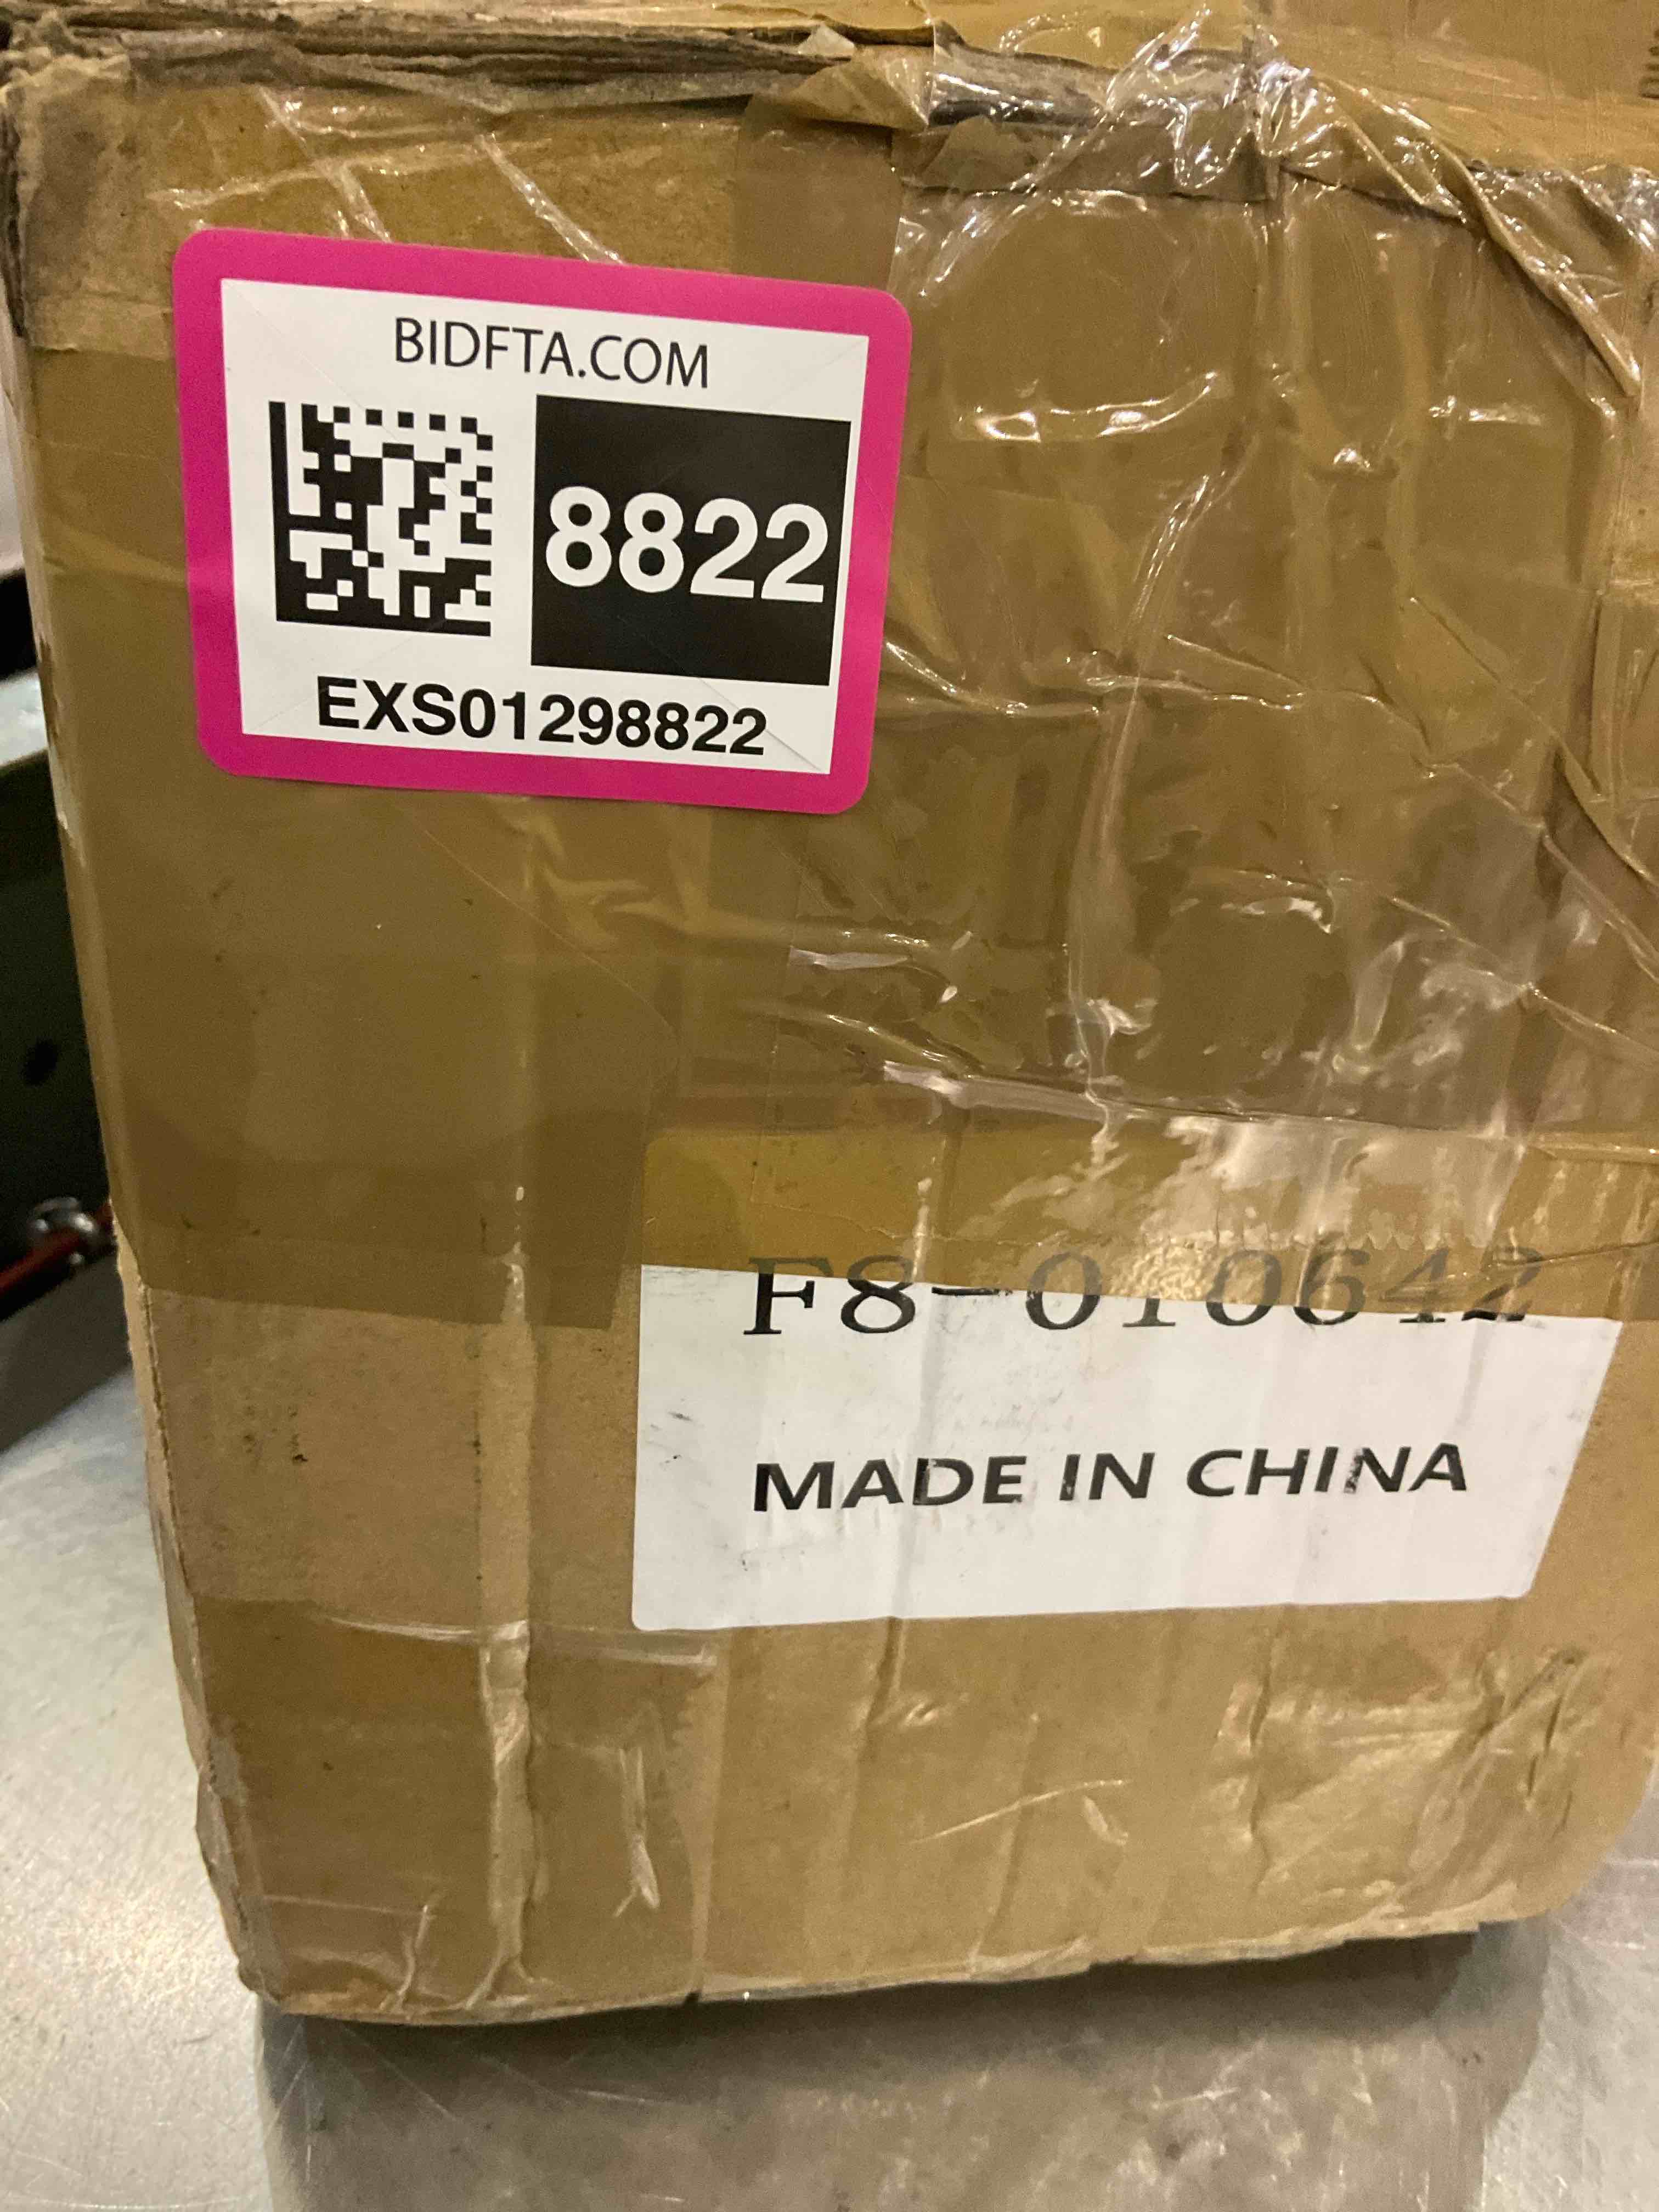 BIDFTA.COM
8822
EXS01298822
F8-010642
MADE IN CHINA